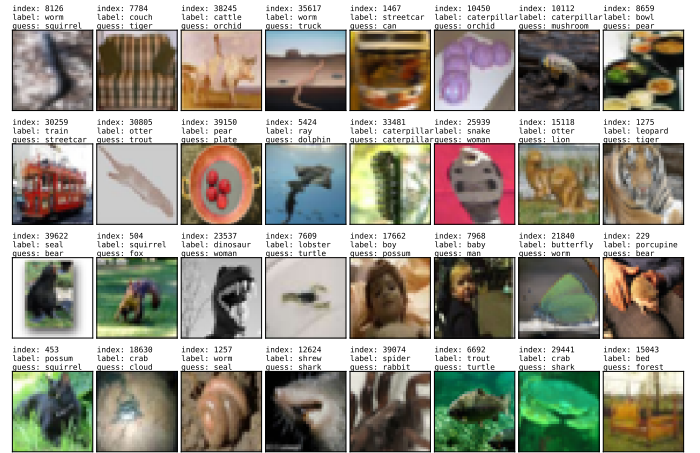 index: 8126
label: worm
guess: squirrel
index: 7784
label: couch
guess: tiger
index: 38245
label: cattle
guess: orchid
index: 35617
label: worm
guess: truck
index: 1467
label: streetcar
guess: can
index: 10450
label: caterpillar
guess: orchid
index: 10112
label: caterpillar
guess: mushroom
index: 8659
label: bowl
guess: pear
index: 30259
label: train
guess: streetcar
index: 30805
label: otter
guess: trout
index: 39150
label: pear
guess: plate
index: 5424
label: ray
guess: dolphin
index: 33481
label: caterpillar
guess: caterpillar
index: 25939
label: snake
guess: woman
index: 15118
label: otter
guess: lion
index: 1275
label: leopard
guess: tiger
index: 39622
label: seal
guess: bear
index: 504
label: squirrel
guess: fox
index: 23537
label: dinosaur
guess: woman
index: 7609
label: lobster
guess: turtle
index: 17662
label: boy
guess: possum
index: 7968
label: baby
guess: man
index: 21840
label: butterfly
guess: worm
index: 229
label: porcupine
guess: bear
index: 453
label: possum
guess: squirrel
index: 18630
label: crab
guess: cloud
index: 1257
label: worm
guess: seal
index: 12624
label: shrew
guess: shark
index: 39074
label: spider
guess: rabbit
index: 6692
label: trout
guess: turtle
index: 29441
label: crab
guess: shark
index: 15043
label: bed
guess: forest